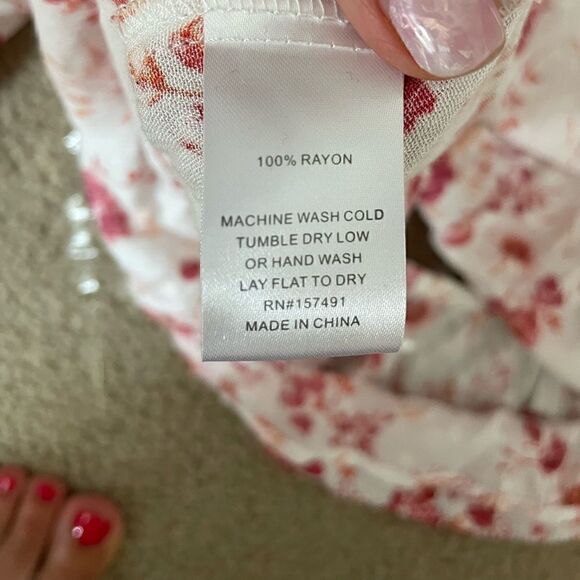 100% RAYON
MACHINE WASH COLD
TUMBLE DRY LOW
OR HAND WASH
LAY FLAT TO DRY
RN#157491
MADE IN CHINA